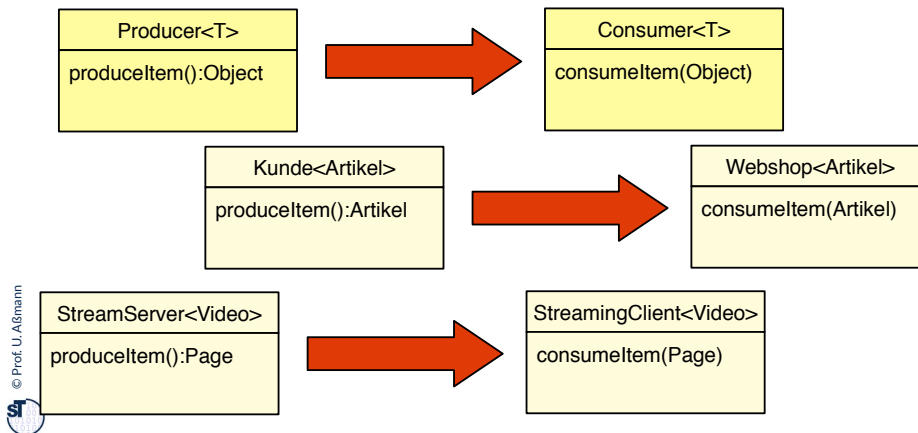 Producer<T>
produceItem():Object
Consumer<T>
consumeItem(Object)
Kunde<Artikel>
produceItem():Artikel
Webshop<Artikel>
consumeItem(Artikel)
StreamServer<Video>
produceItem():Page
StreamingClient<Video>
consumeItem(Page)
© Prof. U. Aßmann
ST